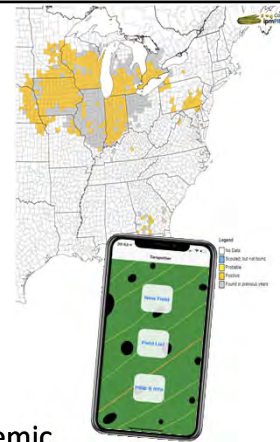 Legend
No Data
Scouted, but not found
Probable
Positive
Found in previous years
New Field
Field List
Help & Info
emic